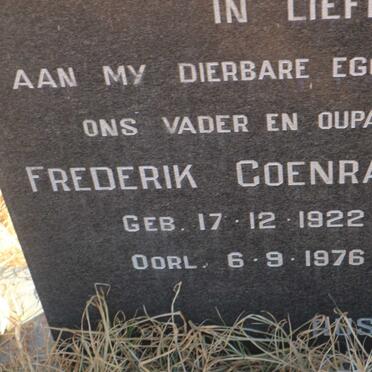 IN LIEF
AAN MY DIERBARE EG
ONS VADER EN OUPA
FREDERIK COENRA
GEB. 17·12·1922
OORL. 6·9·1976
RUS